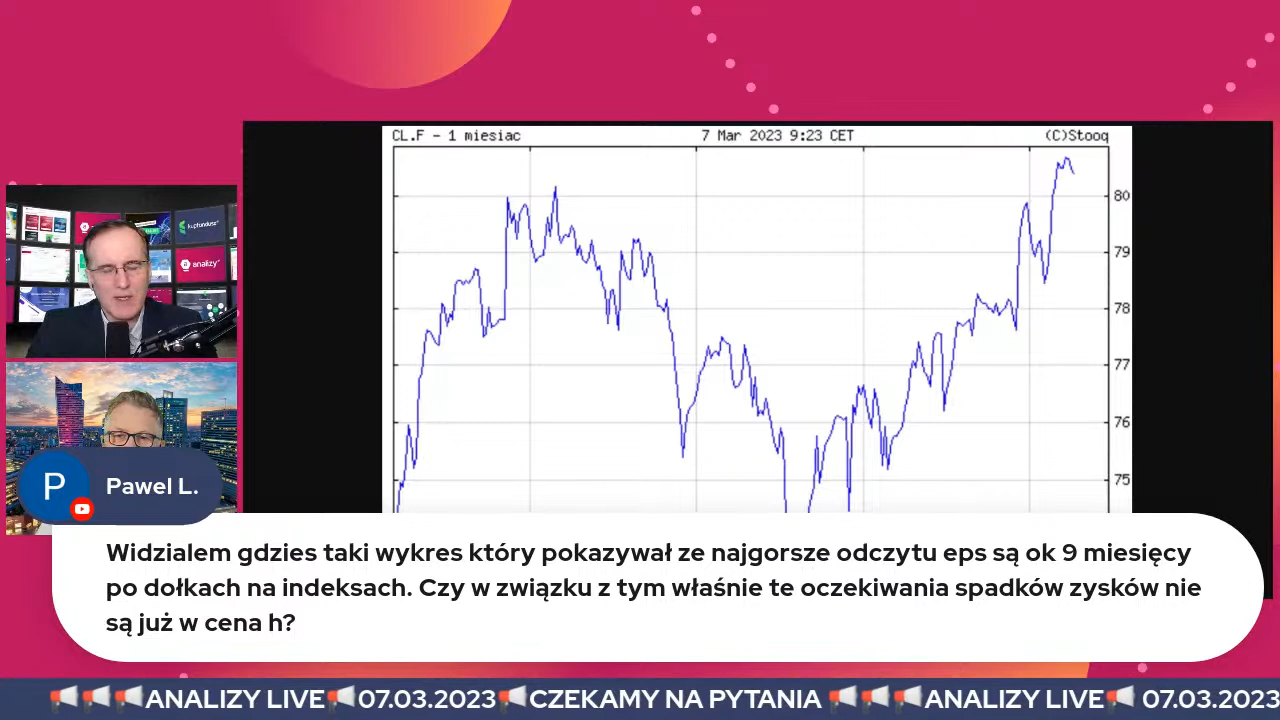 CL.F - 1 miesiac 7 Mar 2023 9:23 CET (C)Stooq
80
79
78
77
76
75
kupfundusz
analizy
P Pawel L.
Widzialem gdzies taki wykres który pokazywał ze najgorsze odczytu eps są ok 9 miesięcy
po dołkach na indeksach. Czy w związku z tym właśnie te oczekiwania spadków zysków nie
są już w cena h?
ANALIZY LIVE 07.03.2023 CZEKAMY NA PYTANIA ANALIZY LIVE 07.03.2023